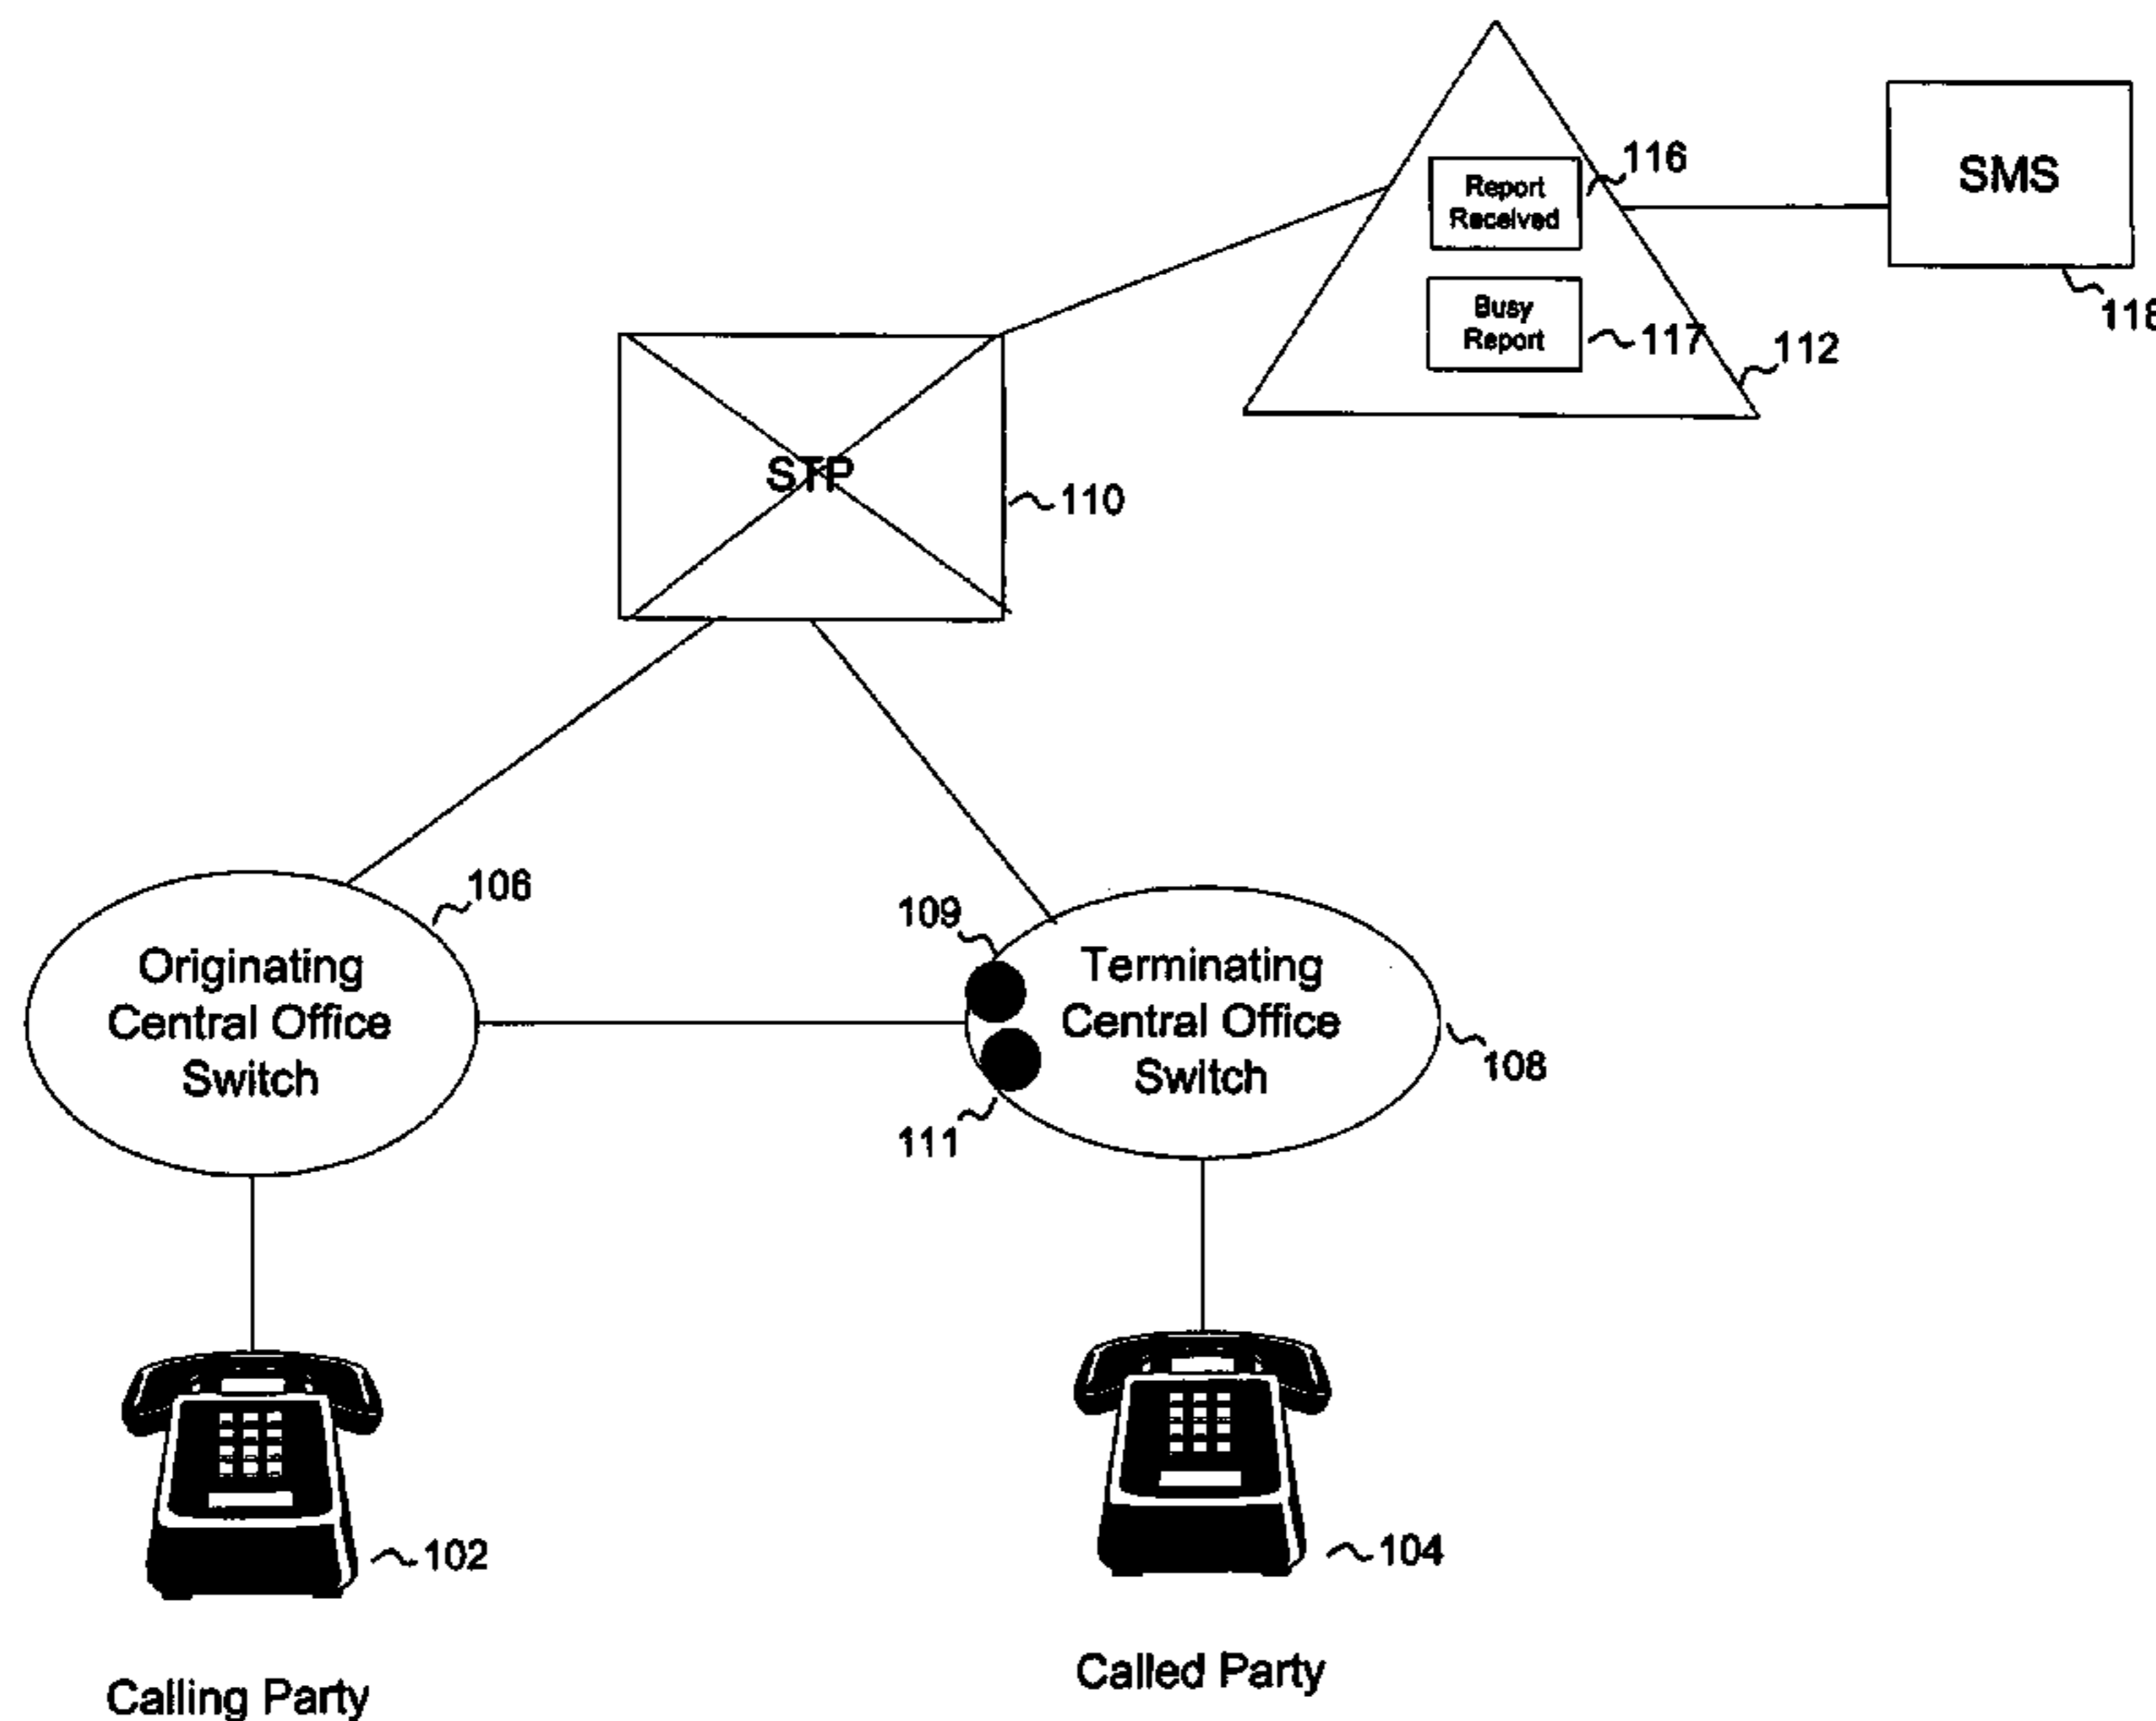 116
Report
Received
SMS
118
Busy
Report
117
112
STP
110
106
109
Originating
Central Office
Switch
Terminating
Central Office
Switch
108
111
102
104
Calling Party
Called Party